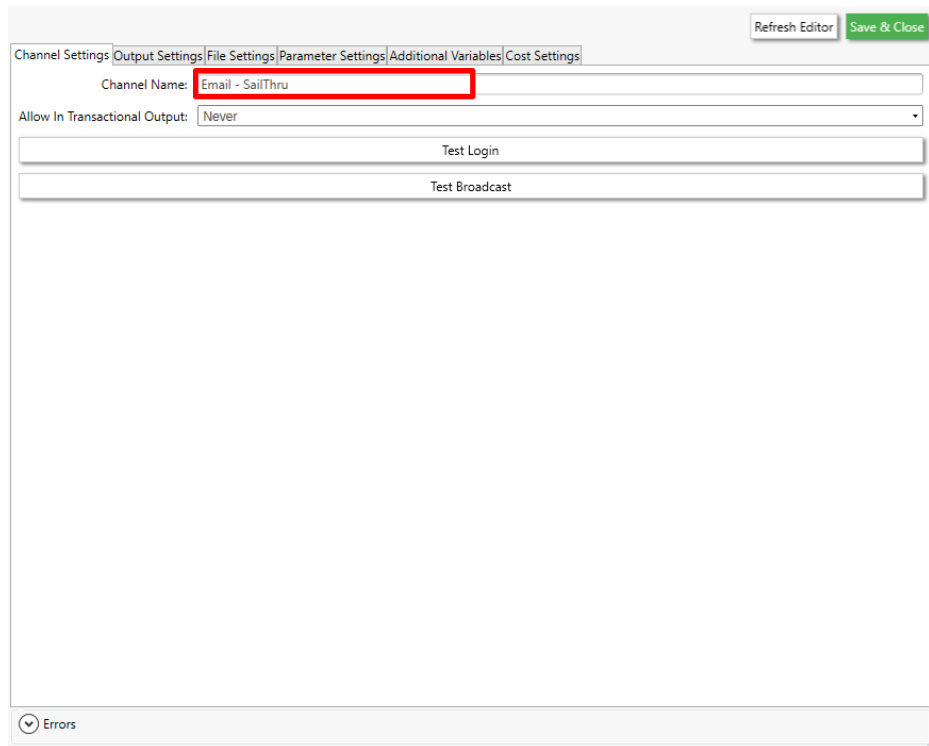 Refresh Editor Save & Close
Channel Settings Output Settings File Settings Parameter Settings Additional Variables Cost Settings
Channel Name: Email - SailThru
Allow In Transactional Output: Never
Test Login
Test Broadcast
Errors